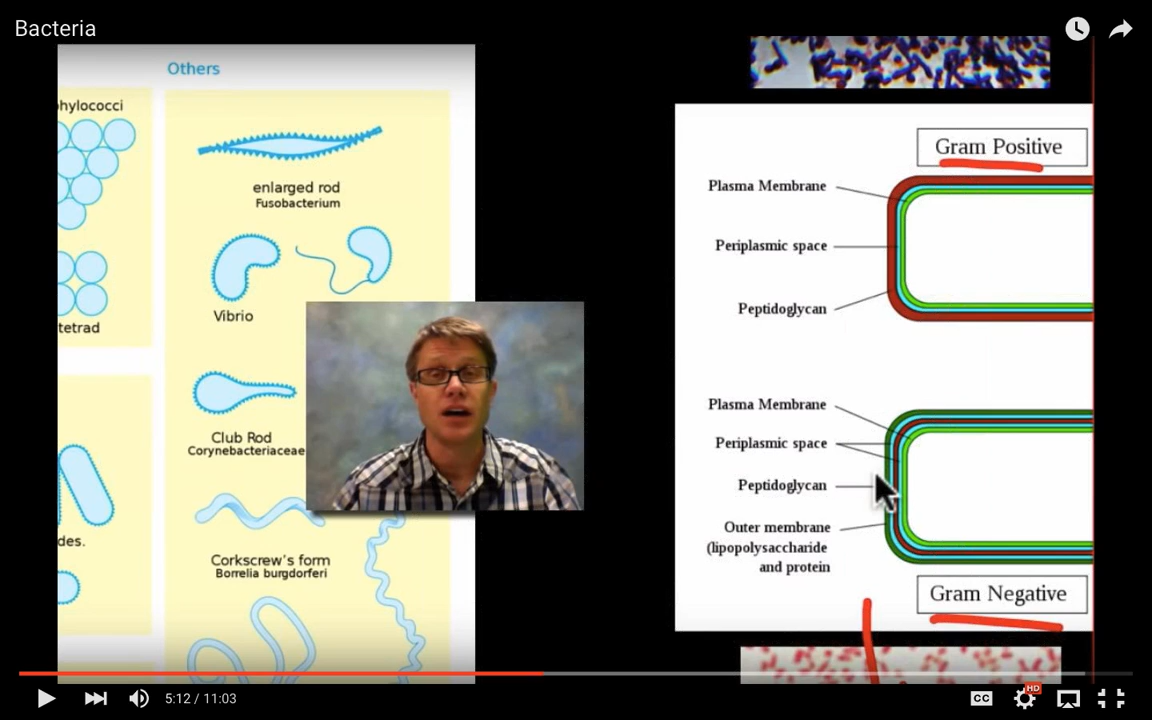 Bacteria
Others
hylococci
tetrad
des.
enlarged rod
Fusobacterium
Vibrio
Club Rod
Corynebacteriaceae
Corkscrew's form
Borrelia burgdorferi
Gram Positive
Plasma Membrane
Periplasmic space
Peptidoglycan
Plasma Membrane
Periplasmic space
Peptidoglycan
Outer membrane
(lipopolysaccharide
and protein
Gram Negative
5:12 / 11:03
CC
HD